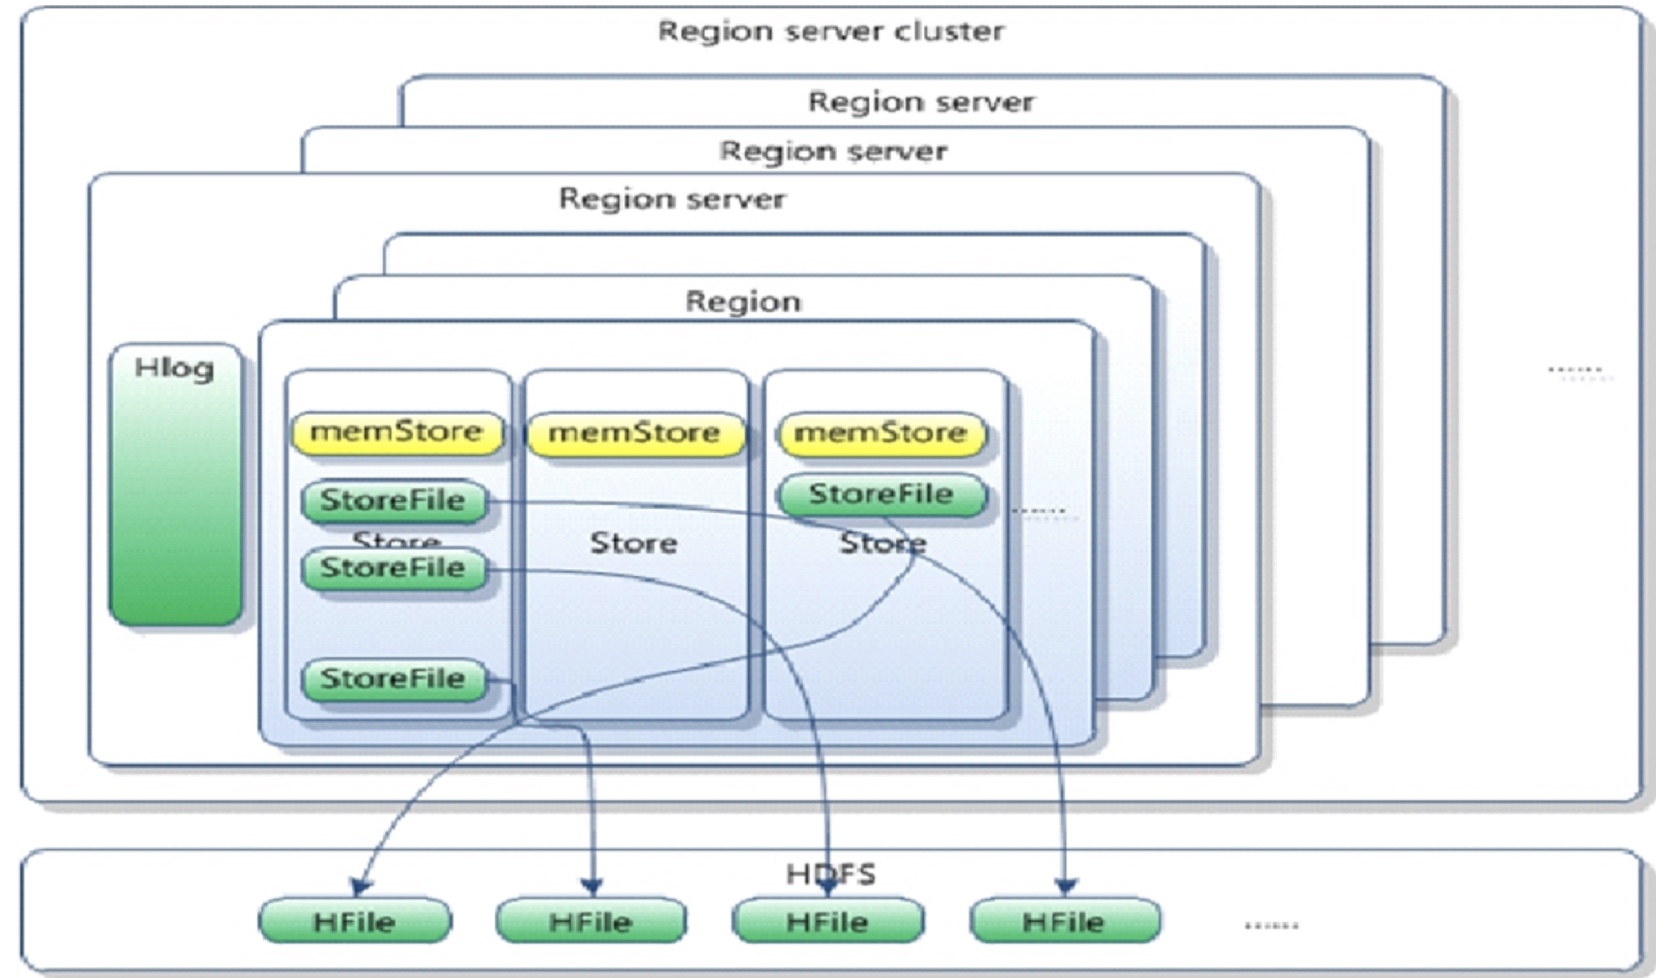 Region server cluster
Region server
Region server
Region server
Region
Hlog
memStore
StoreFile
Store
StoreFile
StoreFile
memStore
Store
memStore
StoreFile
Store
......
......
HDFS
HFile
HFile
HFile
HFile
......